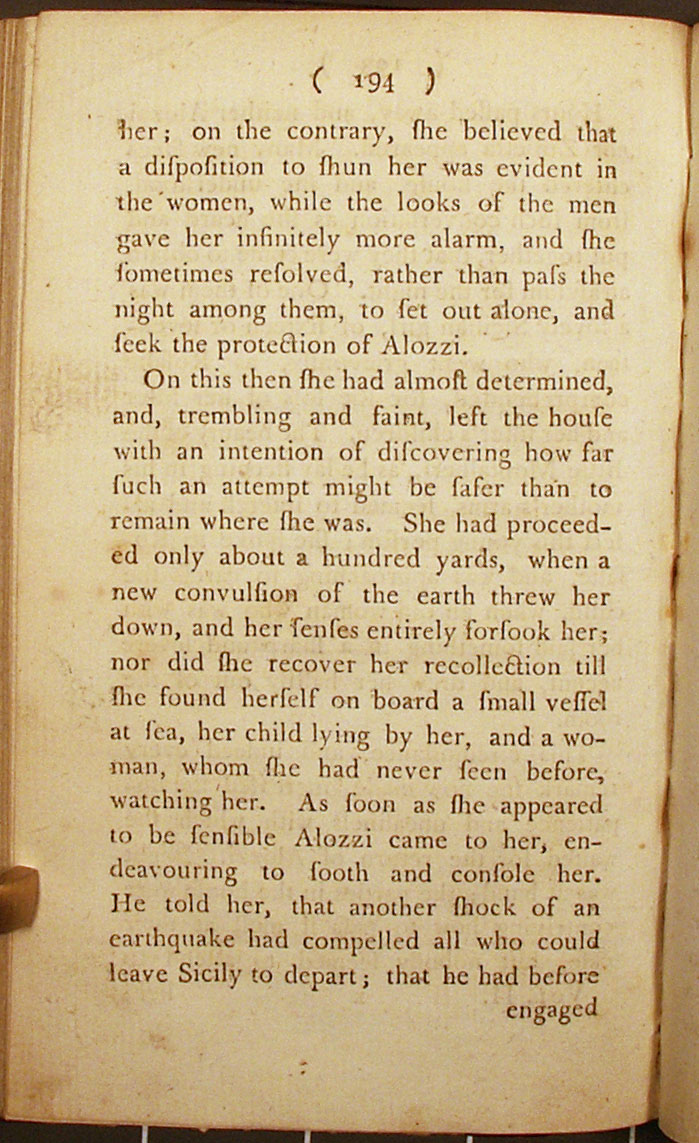 ( 194 )
her; on the contrary, ſhe believed that
a diſpoſition to ſhun her was evident in
the women, while the looks of the men
gave her infinitely more alarm, and ſhe
ſometimes reſolved, rather than paſs the
night among them, to ſet out alone, and
ſeek the protection of Alozzi.
On this then ſhe had almoſt determined,
and, trembling and faint, left the houſe
with an intention of diſcovering how far
ſuch an attempt might be ſafer than to
remain where ſhe was. She had proceed-
ed only about a hundred yards, when a
new convulſion of the earth threw her
down, and her ſenſes entirely forſook her;
nor did ſhe recover her recollection till
ſhe found herſelf on board a ſmall veſſel
at ſea, her child lying by her, and a wo-
man, whom ſhe had never ſeen before,
watching her. As ſoon as ſhe appeared
to be ſenſible Alozzi came to her, en-
deavouring to ſooth and conſole her.
He told her, that another ſhock of an
earthquake had compelled all who could
leave Sicily to depart; that he had before
engaged